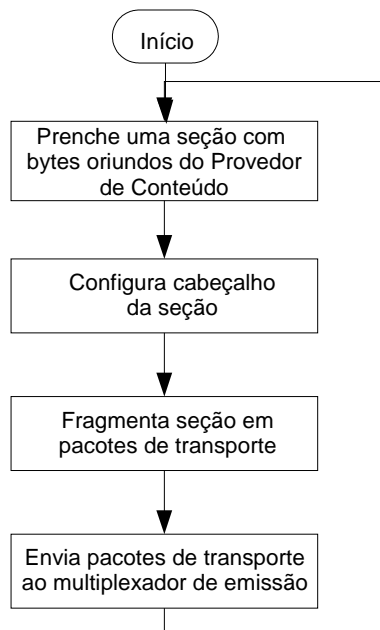 Início
Prenche uma seção com
bytes oriundos do Provedor
de Conteúdo
Configura cabeçalho
da seção
Fragmenta seção em
pacotes de transporte
Envia pacotes de transporte
ao multiplexador de emissão